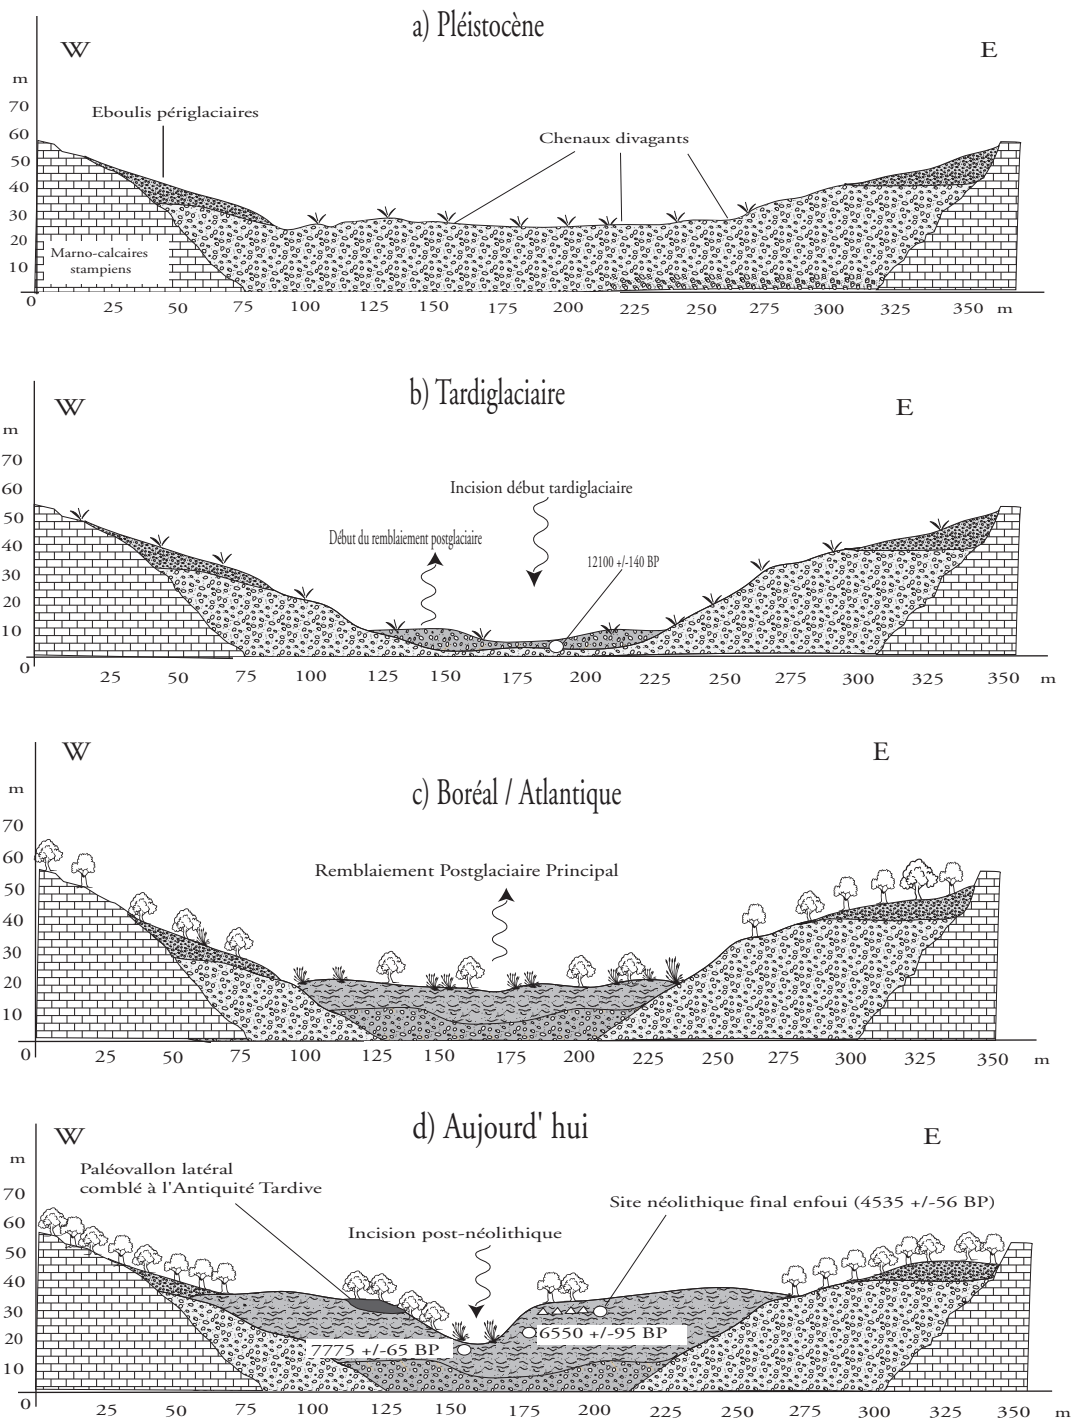 a) Pléistocène
W
E
m
70
60
50
40
30
20
10
0
Eboulis périglaciaires
Chenaux divagants
Marno-calcaires
stampiens
25 50 75 100 125 150 175 200 225 250 275 300 325 350 m
b) Tardiglaciaire
W
E
m
70
60
50
40
30
20
10
0
Incision début tardiglaciaire
Début du remblaiement postglaciaire
12100 +/-140 BP
25 50 75 100 125 150 175 200 225 250 275 300 325 350 m
W
E
c) Boréal / Atlantique
m
70
60
50
40
30
20
10
0
Remblaiement Postglaciaire Principal
25 50 75 100 125 150 175 200 225 250 275 300 325 350 m
d) Aujourd' hui
W
E
m
70
60
50
40
30
20
10
0
Paléovallon latéral
comblé à l'Antiquité Tardive
Site néolithique final enfoui (4535 +/-56 BP)
Incision post-néolithique
6550 +/-95 BP
7775 +/-65 BP
25 50 75 100 125 150 175 200 225 250 275 300 325 350 m